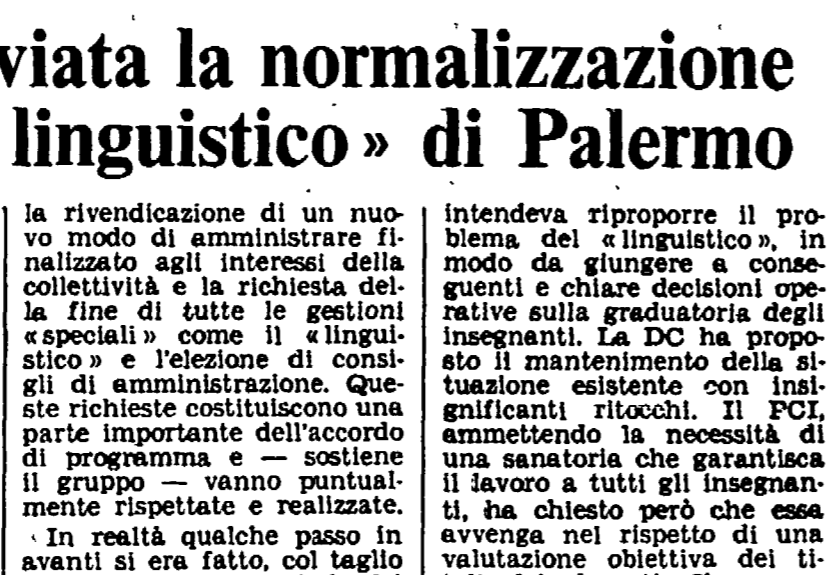 viata la normalizzazione
linguistico» di Palermo
la rivendicazione di un nuo-
vo modo di amministrare fi-
nalizzato agli interessi della
collettività e la richiesta del-
la fine di tutte le gestioni
«speciali» come il «lingui-
stico» e l'elezione di consi-
gli di amministrazione. Que-
ste richieste costituiscono una
parte importante dell'accordo
di programma e — sostiene
il gruppo — vanno puntual-
mente rispettate e realizzate.
In realtà qualche passo in
avanti si era fatto, col taglio
intendeva riproporre il pro-
blema del «linguistico», in
modo da giungere a conse-
guenti e chiare decisioni ope-
rative sulla graduatoria degli
insegnanti. La DC ha propo-
sto il mantenimento della si-
tuazione esistente con insi-
gnificanti ritocchi. Il PCI,
ammettendo la necessità di
una sanatoria che garantisca
il lavoro a tutti gli insegnan-
ti, ha chiesto però che essa
avvenga nel rispetto di una
valutazione obiettiva dei ti-